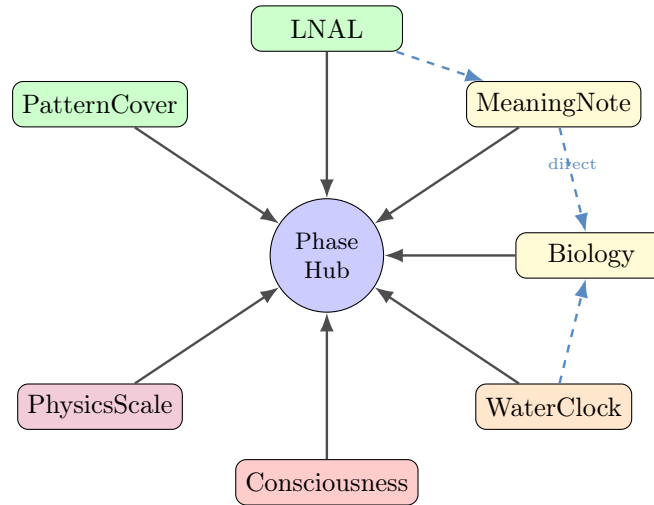 LNAL
PatternCover
MeaningNote
direct
Phase
Hub
Biology
PhysicsScale
WaterClock
Consciousness